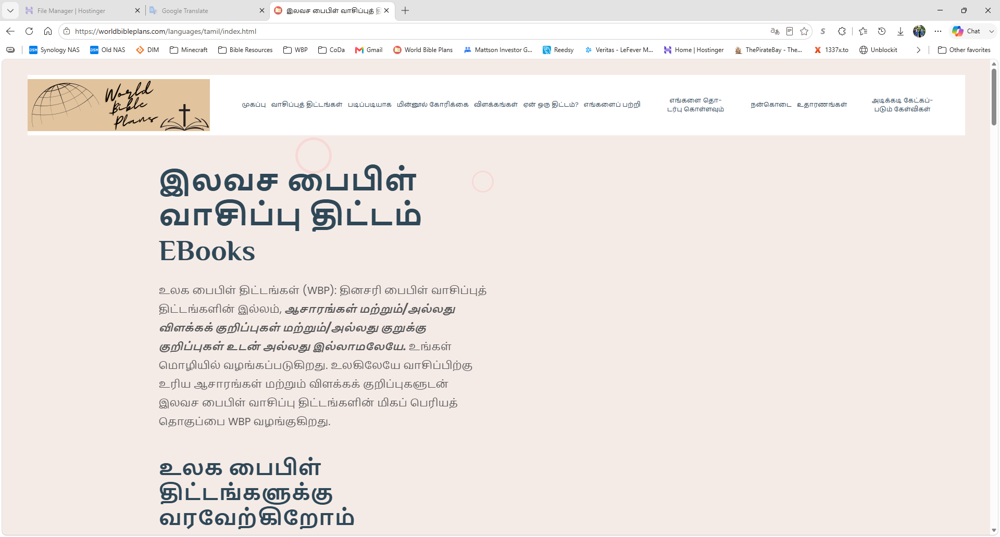 File Manager | Hostinger
Google Translate
இலவச பைபிள் வாசிப்புத் தி
https://worldbibleplans.com/languages/tamil/index.html
Chat
Synology NAS
Old NAS
DIM
Minecraft
Bible Resources
WBP
CoDa
Gmail
World Bible Plans
Mattson Investor G...
Reedsy
Veritas - LeFever M...
Home | Hostinger
ThePirateBay - The...
1337x.to
Unblockit
Other favorites
World
Bible
Plans
முகப்பு
வாசிப்புத் திட்டங்கள்
படிப்படியாக
மின்னூல் கோரிக்கை
விளக்கங்கள்
ஏன் ஒரு திட்டம்?
எங்களைப் பற்றி
எங்களை தொ-
டர்பு கொள்ளவும்
நன்கொடை
உதாரணங்கள்
அடிக்கடி கேட்கப்-
படும் கேள்விகள்
இலவச பைபிள்
வாசிப்பு திட்டம்
EBooks
உலக பைபிள் திட்டங்கள் (WBP): தினசரி பைபிள் வாசிப்புத்
திட்டங்களின் இல்லம், ஆசாரங்கள் மற்றும்/அல்லது
விளக்கக் குறிப்புகள் மற்றும்/அல்லது குறுக்கு
குறிப்புகள் உடன் அல்லது இல்லாமலேயே. உங்கள்
மொழியில் வழங்கப்படுகிறது. உலகிலேயே வாசிப்பிற்கு
உரிய ஆசாரங்கள் மற்றும் விளக்கக் குறிப்புகளுடன்
இலவச பைபிள் வாசிப்பு திட்டங்களின் மிகப் பெரியத்
தொகுப்பை WBP வழங்குகிறது.
உலக பைபிள்
திட்டங்களுக்கு
வரவேற்கிறோம்